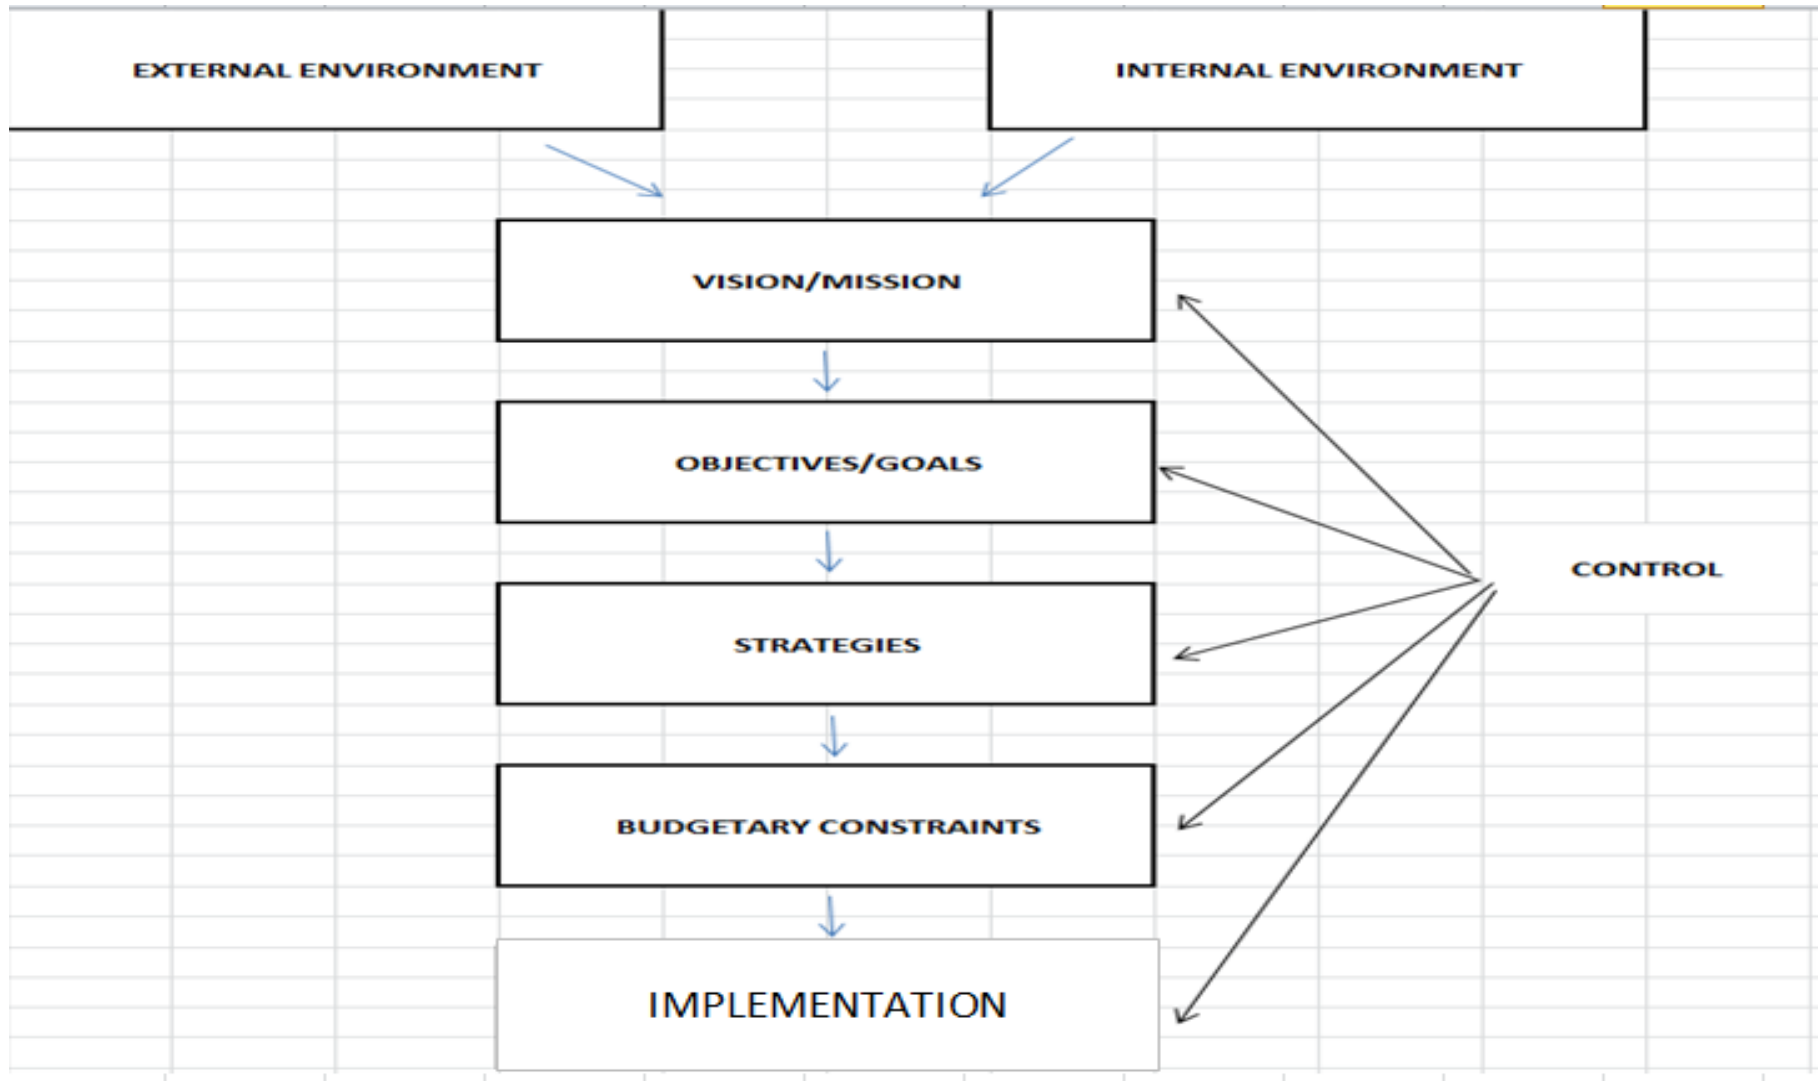 EXTERNAL ENVIRONMENT
INTERNAL ENVIRONMENT
VISION/MISSION
OBJECTIVES/GOALS
CONTROL
STRATEGIES
BUDGETARY CONSTRAINTS
IMPLEMENTATION